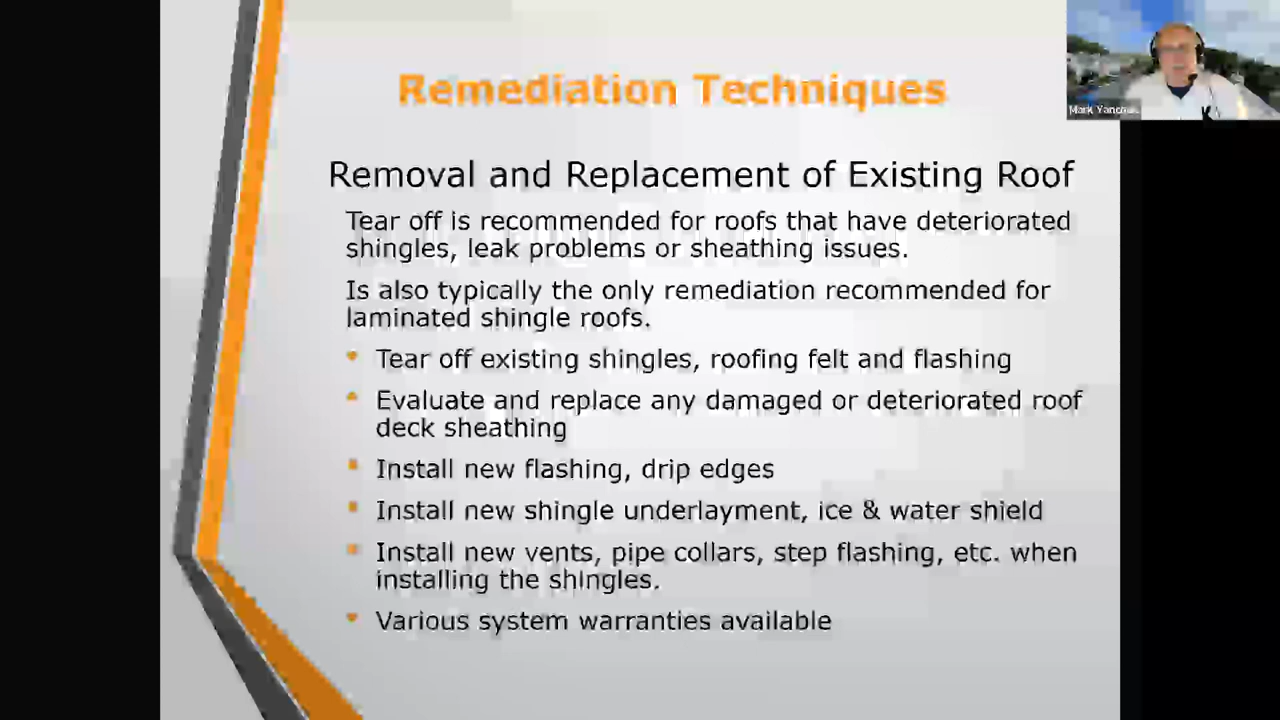 Remediation Techniques
Mark
Removal and Replacement of Existing Roof
Tear off is recommended for roofs that have deteriorated
shingles, leak problems or sheathing issues.
Is also typically the only remediation recommended for
laminated shingle roofs.
Tear off existing shingles, roofing felt and flashing
Evaluate and replace any damaged or deteriorated roof
deck sheathing
Install new flashing, drip edges
Install new shingle underlayment, ice & water shield
Install new vents, pipe collars, step flashing, etc. when
installing the shingles.
Various system warranties available